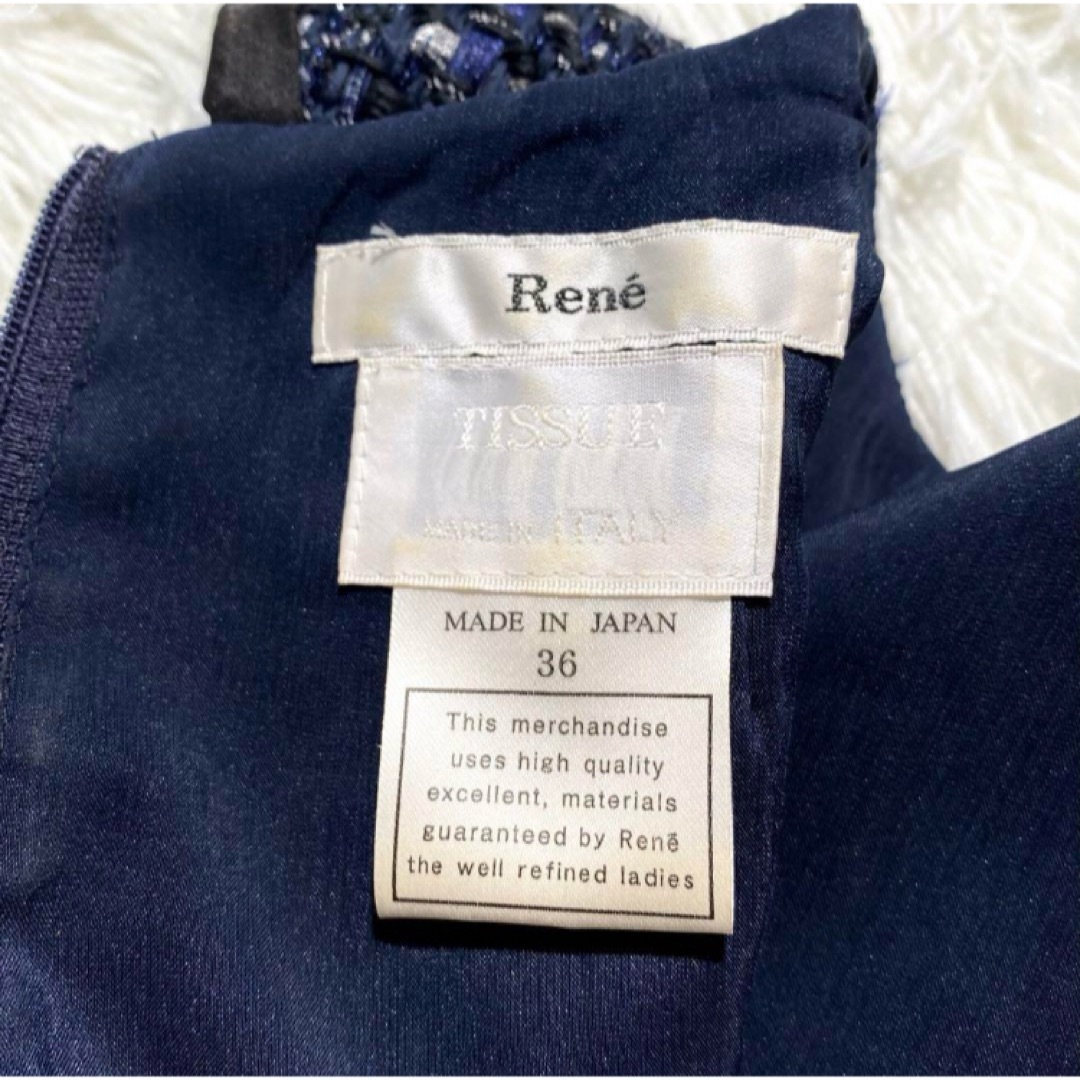 René
TISSUE
MADE IN ITALY
MADE IN JAPAN
36
This merchandise
uses high quality
excellent, materials
guaranteed by Renē
the well refined ladies